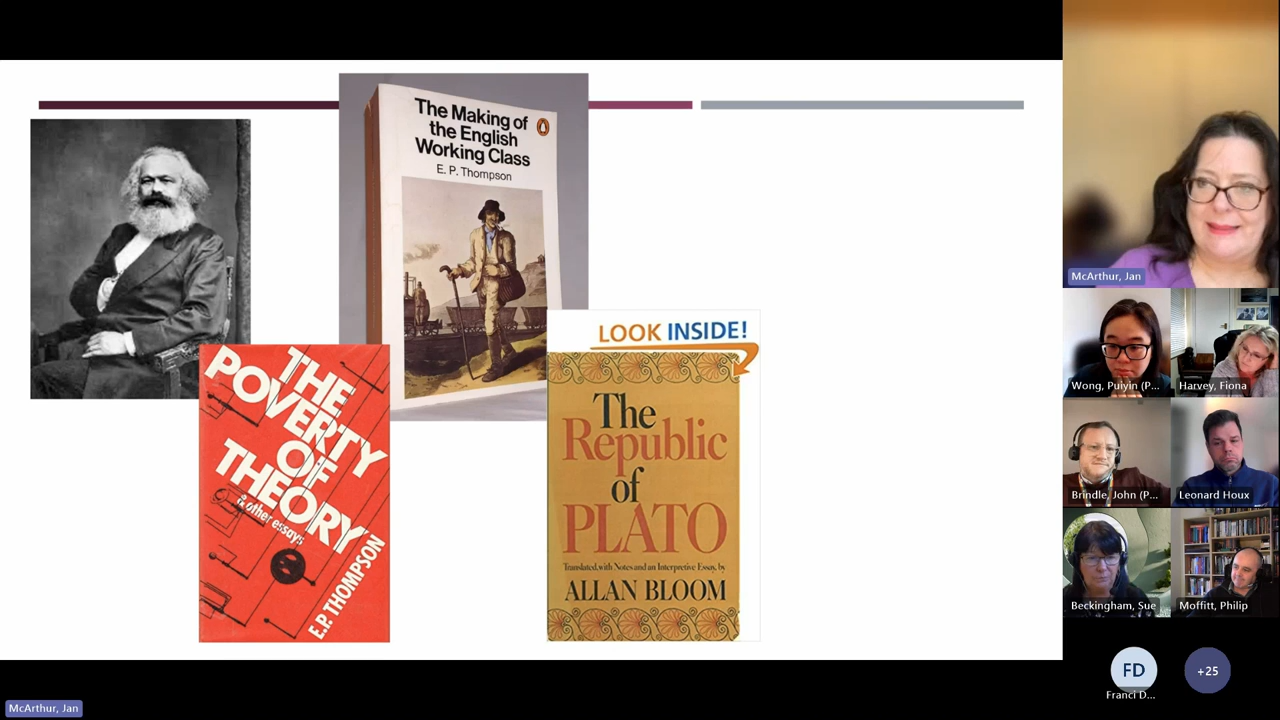 The Making of
the English
Working Class
E. P. Thompson
THE
POVERTY
OF
THEORY
& other essays
E.P. THOMPSON
LOOK INSIDE!
The
Republic
of
PLATO
Translated, with Notes and an Interpretive Essay, by
ALLAN BLOOM
McArthur, Jan
Wong, Puiyin (P...
Harvey, Fiona
Brindle, John (P...
Leonard Houx
Beckingham, Sue
Moffitt, Philip
FD
Franci D...
+25
McArthur, Jan